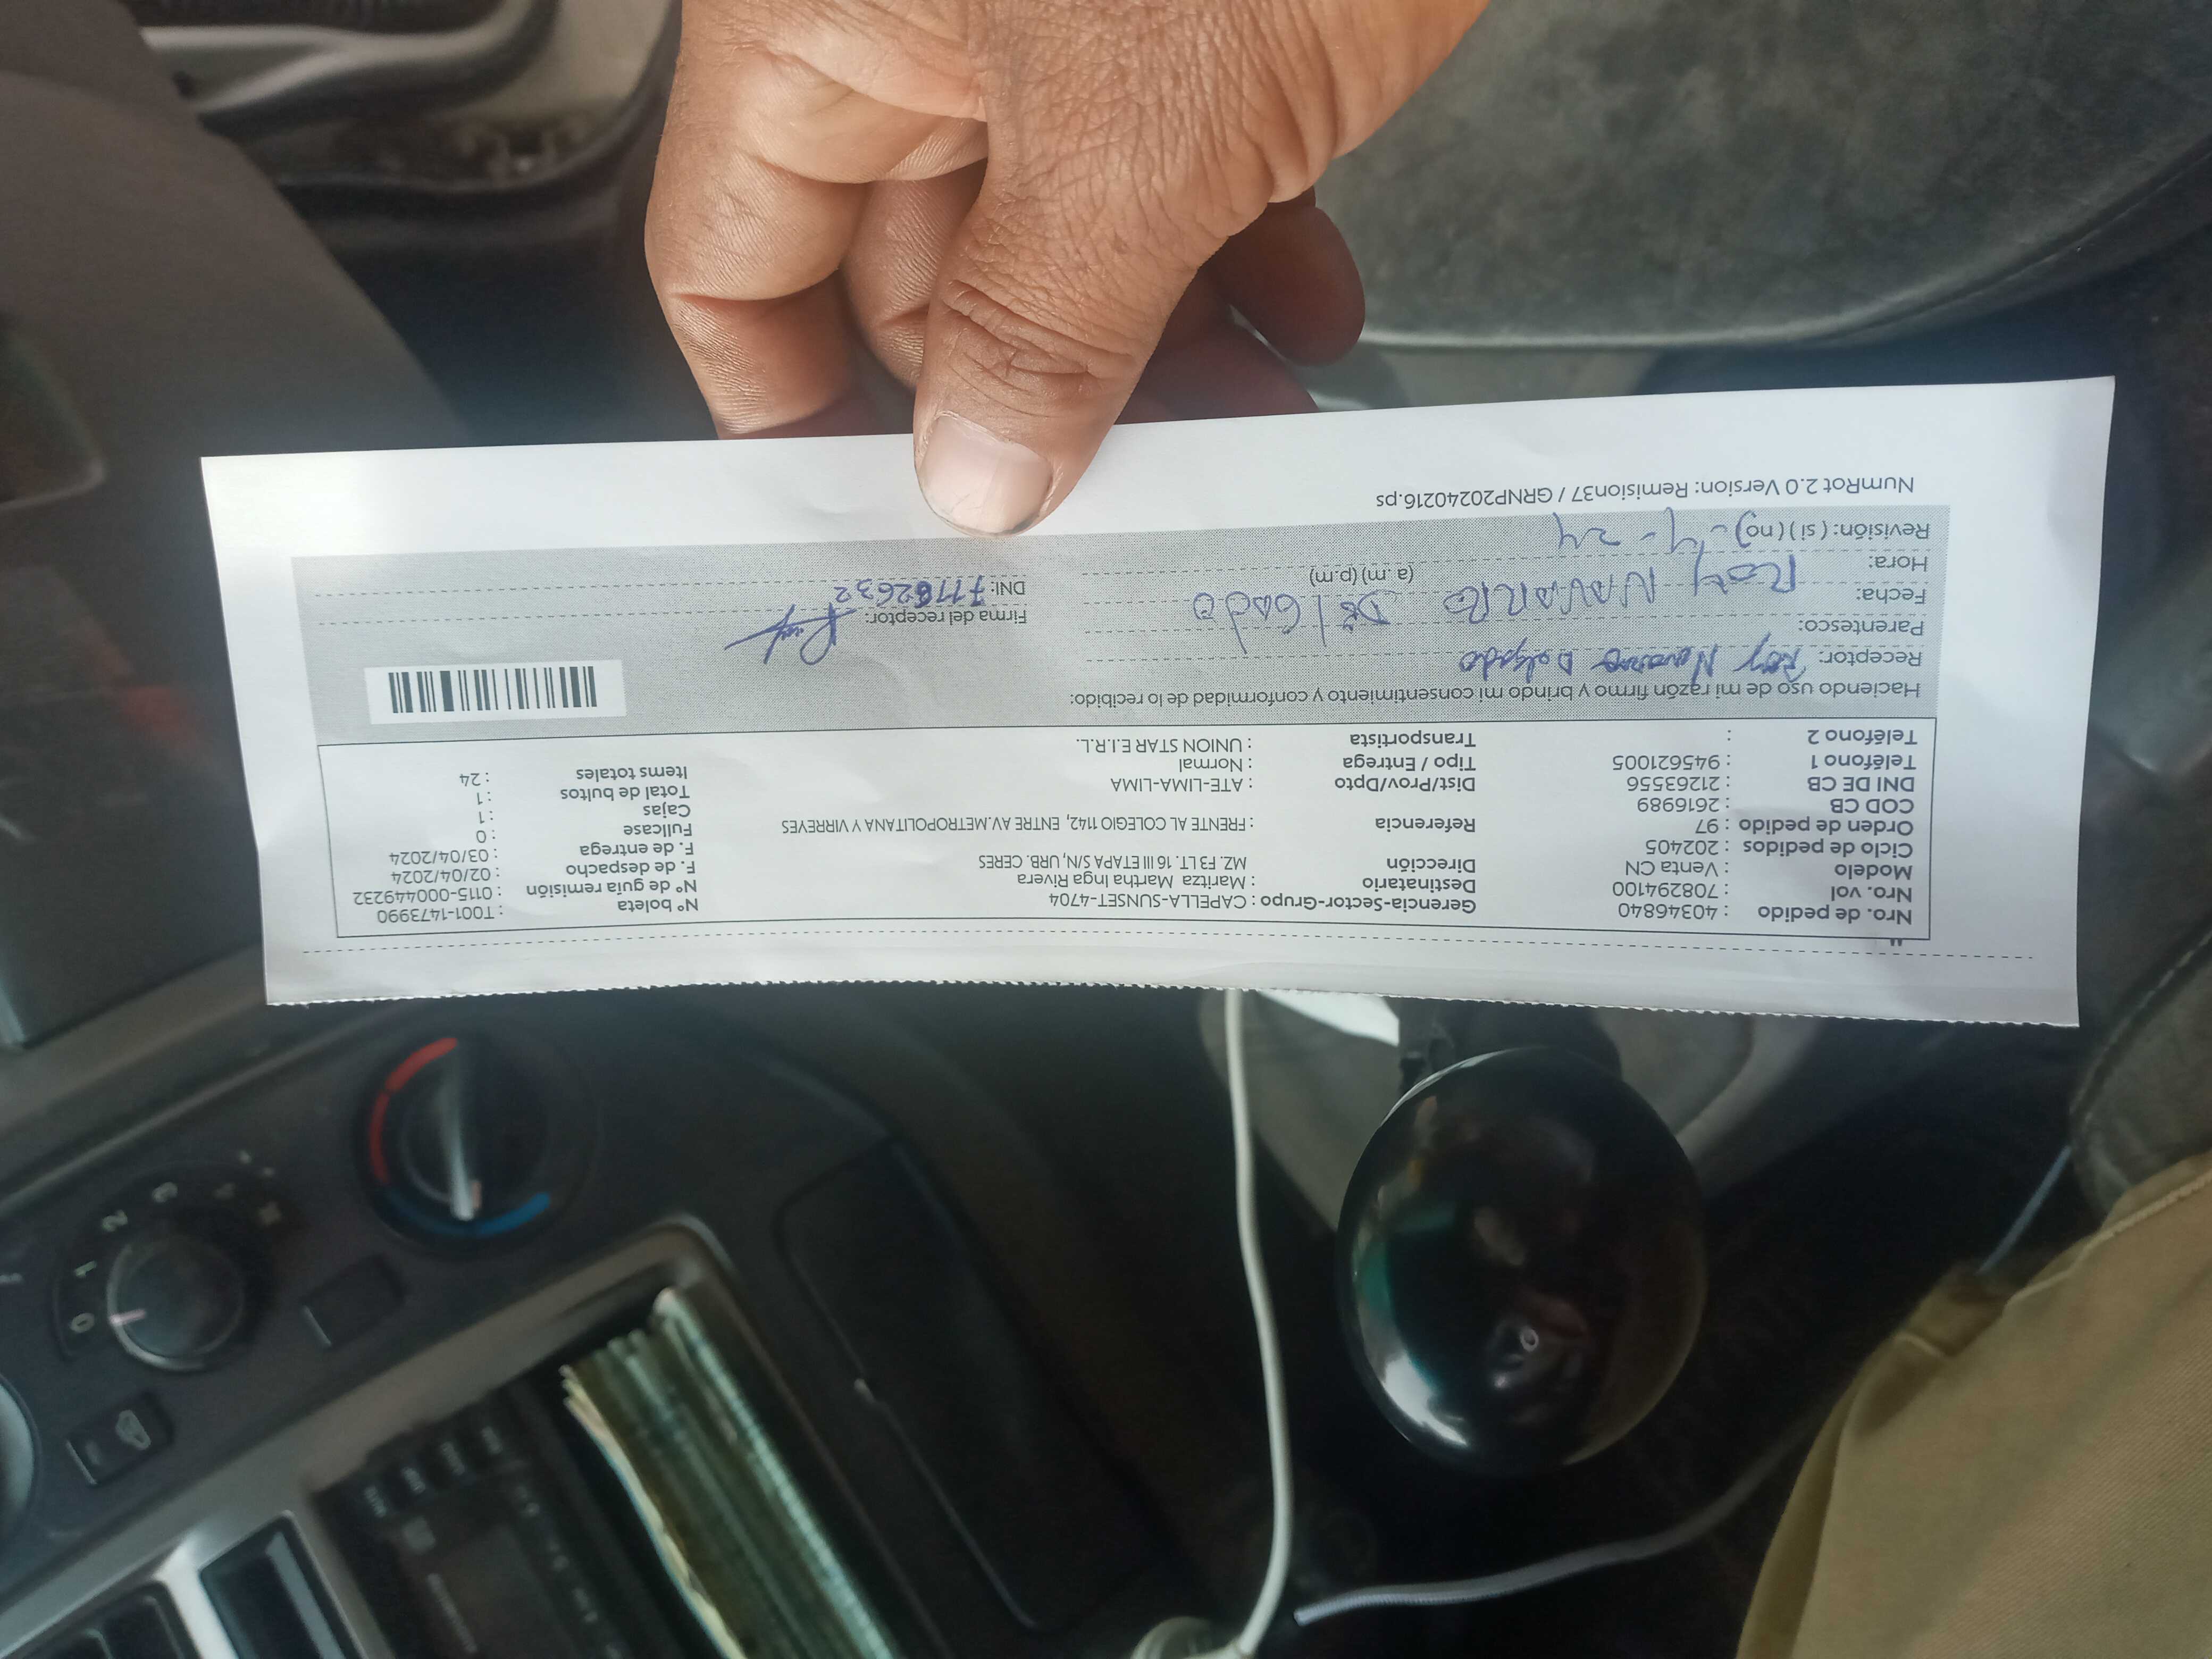 Nro. de pedido : 40346840
Nro. vol : 708294100
Modelo : Venta CN
Ciclo de pedidos : 202405
Orden de pedido : 97
COD CB : 2616989
DNI DE CB : 21263556
Teléfono 1 : 945621005
Teléfono 2 :
Gerencia-Sector-Grupo : CAPELLA-SUNSET-4704
Destinatario : Maritza Martha Inga Rivera
Dirección MZ. F3 LT. 16 III ETAPA S/N, URB. CERES
Referencia : FRENTE AL COLEGIO 1142, ENTRE AV.METROPOLITANA Y VIRREYES
Dist/Prov/Dpto : ATE-LIMA-LIMA
Tipo / Entrega : Normal
Transportista : UNION STAR E.I.R.L.
N° boleta : T001-1473990
N° de guía remisión : 0115-000449232
F. de despacho : 02/04/2024
F. de entrega : 03/04/2024
Fullcase : 0
Cajas : 1
Total de bultos : 1
Items totales : 24
Haciendo uso de mi razón firmo y brindo mi consentimiento y conformidad de lo recibido:
Receptor: Roy Navarro Delgado
Parentesco:
Fecha: Roy NAVARRO DelGado
Hora: (a.m) (p.m)
Revisión: (si) (no) -4-24
Firma del receptor:
DNI: 71182632
NumRot 2.0 Version: Remision37 / GRNP20240216.ps
0
1
2
3
4